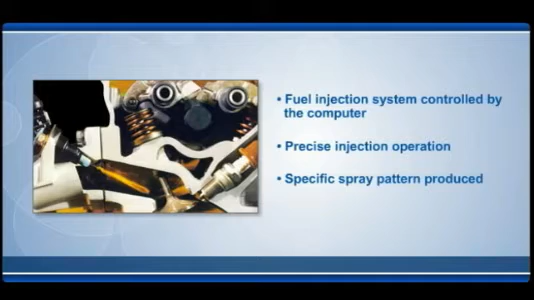 • Fuel injection system controlled by
the computer
• Precise injection operation
• Specific spray pattern produced